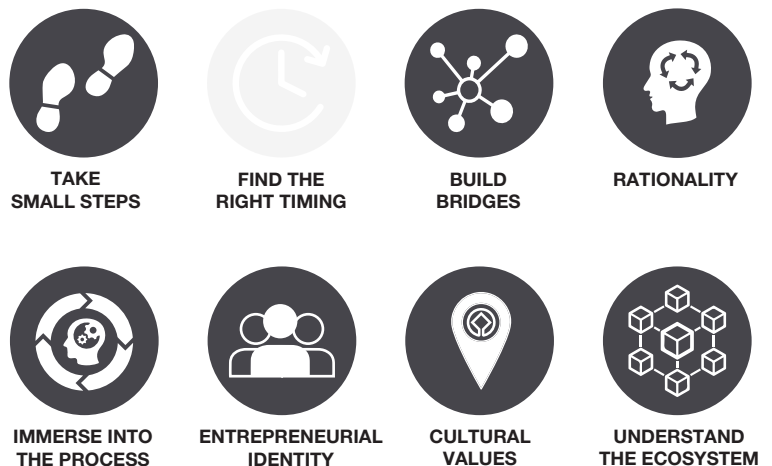 TAKE
SMALL STEPS
FIND THE
RIGHT TIMING
BUILD
BRIDGES
RATIONALITY
IMMERSE INTO
THE PROCESS
ENTREPRENEURIAL
IDENTITY
CULTURAL
VALUES
UNDERSTAND
THE ECOSYSTEM